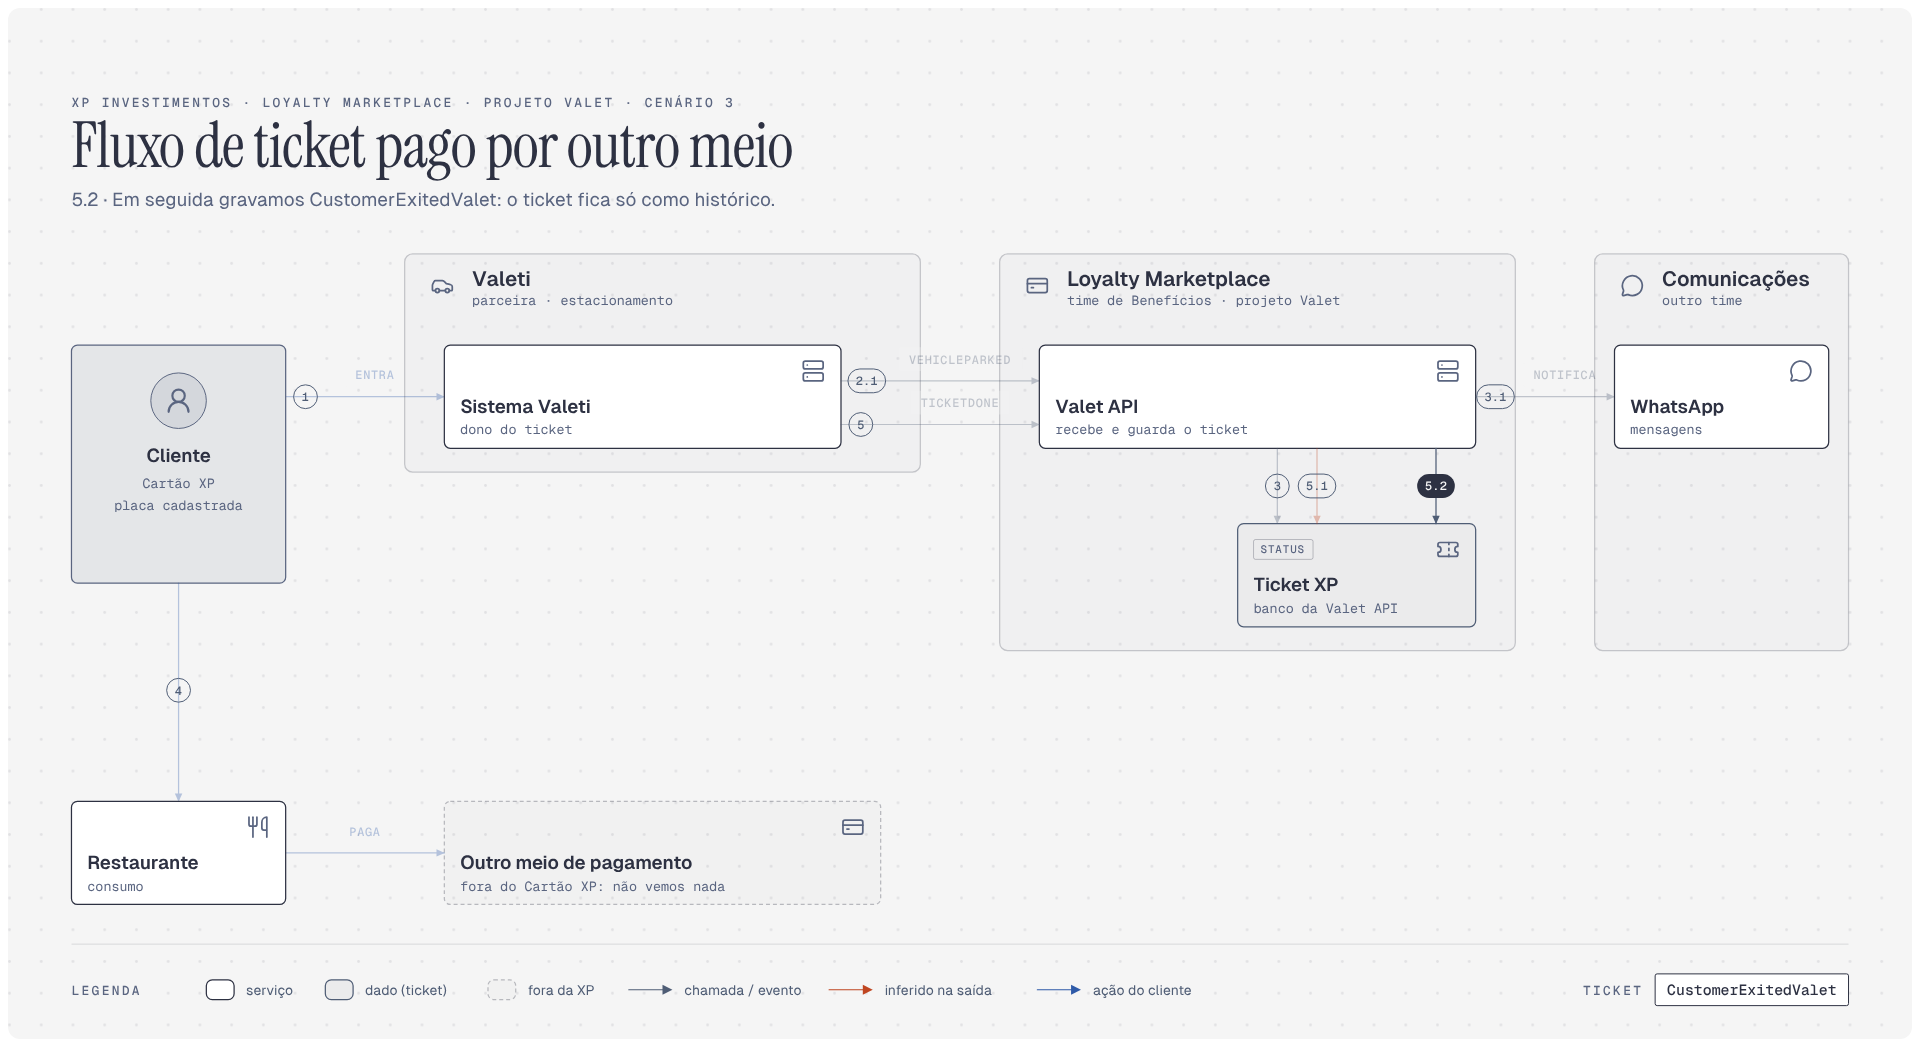 XP INVESTIMENTOS · LOYALTY MARKETPLACE · PROJETO VALET · CENÁRIO 3
Fluxo de ticket pago por outro meio
5.2 · Em seguida gravamos CustomerExitedValet: o ticket fica só como histórico.
Valeti
parceira · estacionamento
Loyalty Marketplace
time de Benefícios · projeto Valet
Comunicações
outro time
Cliente
Cartão XP
placa cadastrada
1
ENTRA
Sistema Valeti
dono do ticket
2.1
VEHICLEPARKED
5
TICKETDONE
Valet API
recebe e guarda o ticket
3.1
NOTIFICA
WhatsApp
mensagens
3
5.1
5.2
STATUS
Ticket XP
banco da Valet API
4
Restaurante
consumo
PAGA
Outro meio de pagamento
fora do Cartão XP: não vemos nada
LEGENDA
serviço
dado (ticket)
fora da XP
chamada / evento
inferido na saída
ação do cliente
TICKET
CustomerExitedValet